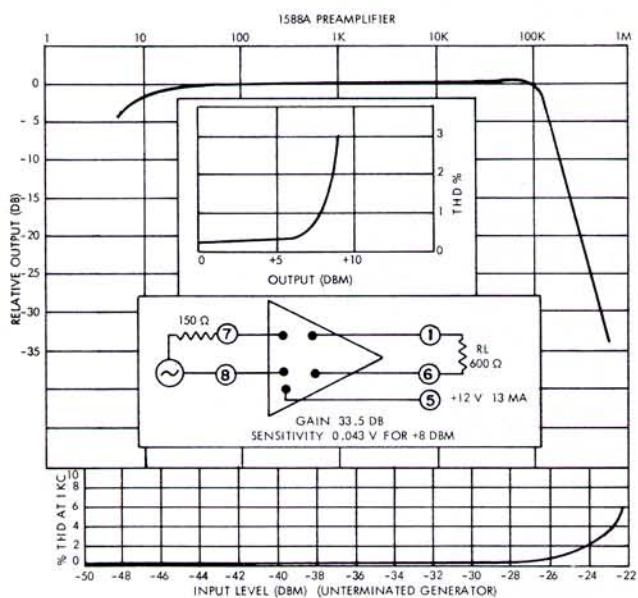 1588A PREAMPLIFIER
1 10 100 1K 10K 100K 1M
RELATIVE OUTPUT (DB)
0
-5
-10
-15
-20
-25
-30
-35
3
2
1
0
THD %
0 +5 +10
OUTPUT (DBM)
150 Ω
7
8
1
6
5
RL
600 Ω
+12 V 13 MA
GAIN 33.5 DB
SENSITIVITY 0.043 V FOR +8 DBM
% THD AT 1 KC
10
8
6
4
2
0
-50 -48 -46 -44 -42 -40 -38 -36 -34 -32 -30 -28 -26 -24 -22
INPUT LEVEL (DBM) (UNTERMINATED GENERATOR)